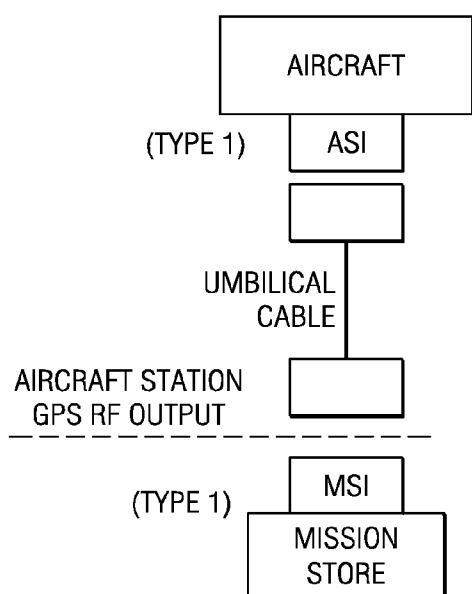 AIRCRAFT
(TYPE 1)
ASI
UMBILICAL
CABLE
AIRCRAFT STATION
GPS RF OUTPUT
(TYPE 1)
MSI
MISSION
STORE